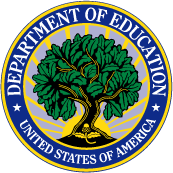 DEPARTMENT OF EDUCATION
UNITED STATES OF AMERICA